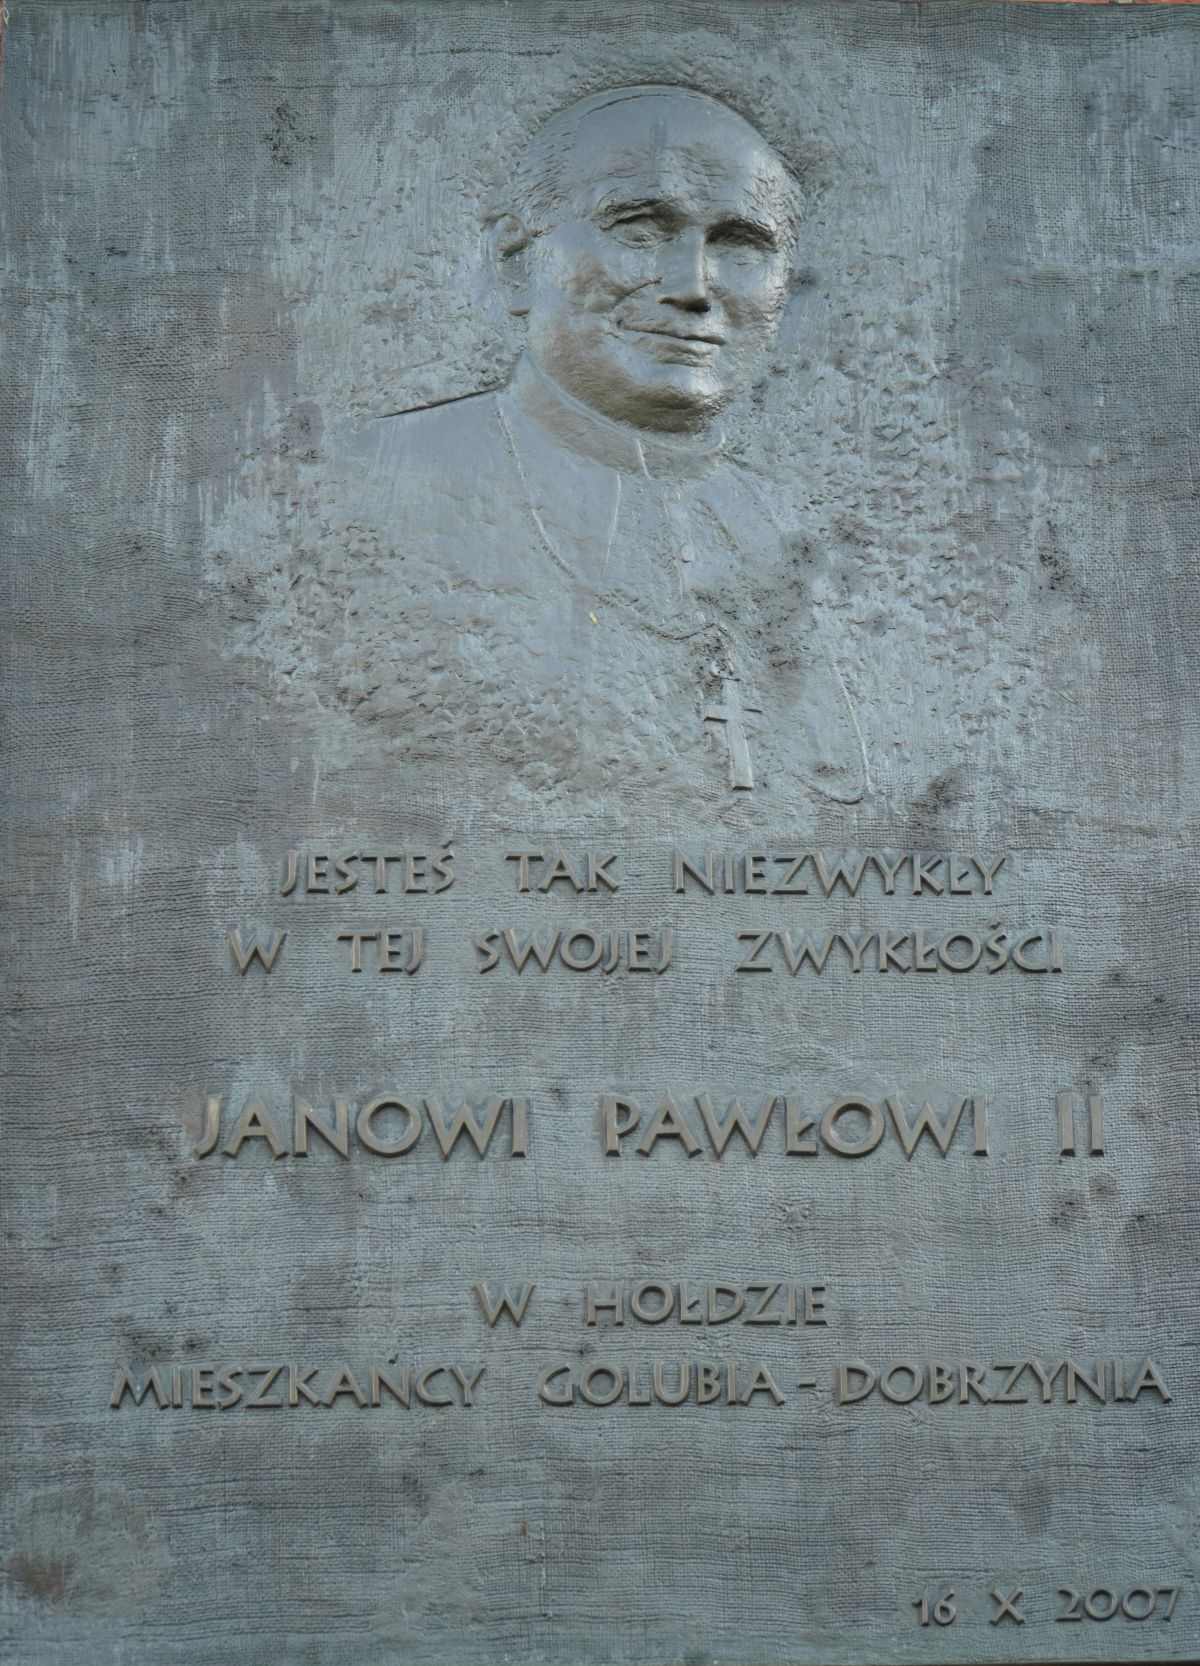 JESTEŚ TAK NIEZWYKŁY
W TEJ SWOJEJ ZWYKŁOŚCI
JANOWI PAWŁOWI II
W HOŁDZIE
MIESZKAŃCY GOLUBIA-DOBRZYNIA
16 X 2007